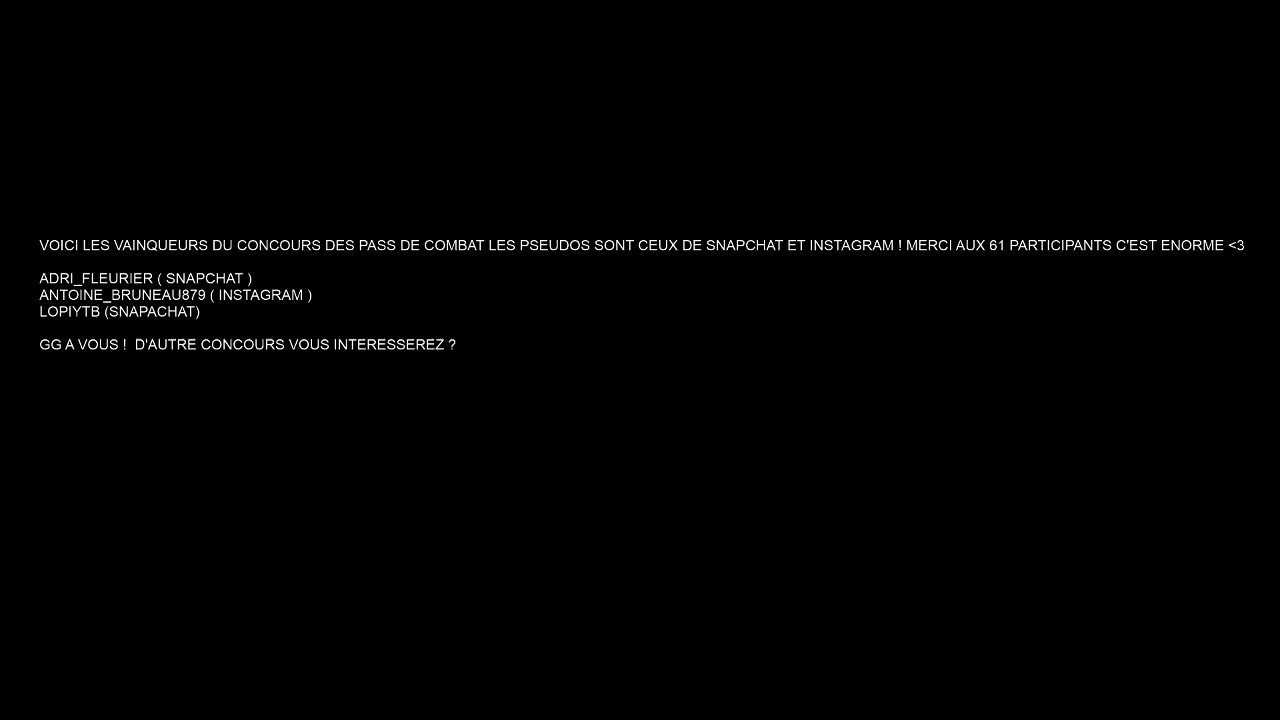 VOICI LES VAINQUEURS DU CONCOURS DES PASS DE COMBAT LES PSEUDOS SONT CEUX DE SNAPCHAT ET INSTAGRAM ! MERCI AUX 61 PARTICIPANTS C'EST ENORME <3
ADRI_FLEURIER ( SNAPCHAT )
ANTOINE_BRUNEAU879 ( INSTAGRAM )
LOPIYTB (SNAPACHAT)
GG A VOUS !  D'AUTRE CONCOURS VOUS INTERESSEREZ ?